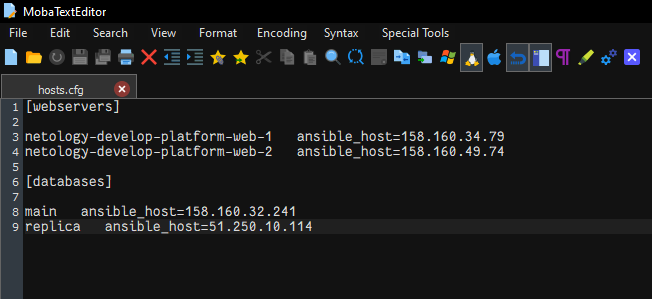 MobaTextEditor
File Edit Search View Format Encoding Syntax Special Tools
hosts.cfg
1 [webservers]
2
3 netology-develop-platform-web-1 ansible_host=158.160.34.79
4 netology-develop-platform-web-2 ansible_host=158.160.49.74
5
6 [databases]
7
8 main ansible_host=158.160.32.241
9 replica ansible_host=51.250.10.114